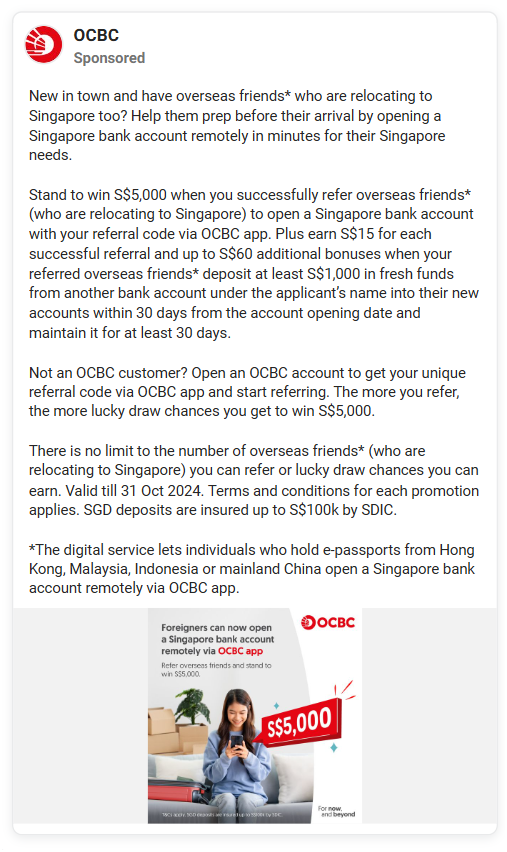 OCBC
Sponsored
New in town and have overseas friends* who are relocating to
Singapore too? Help them prep before their arrival by opening a
Singapore bank account remotely in minutes for their Singapore
needs.
Stand to win S$5,000 when you successfully refer overseas friends*
(who are relocating to Singapore) to open a Singapore bank account
with your referral code via OCBC app. Plus earn S$15 for each
successful referral and up to S$60 additional bonuses when your
referred overseas friends* deposit at least S$1,000 in fresh funds
from another bank account under the applicant’s name into their new
accounts within 30 days from the account opening date and
maintain it for at least 30 days.
Not an OCBC customer? Open an OCBC account to get your unique
referral code via OCBC app and start referring. The more you refer,
the more lucky draw chances you get to win S$5,000.
There is no limit to the number of overseas friends* (who are
relocating to Singapore) you can refer or lucky draw chances you can
earn. Valid till 31 Oct 2024. Terms and conditions for each promotion
applies. SGD deposits are insured up to S$100k by SDIC.
*The digital service lets individuals who hold e-passports from Hong
Kong, Malaysia, Indonesia or mainland China open a Singapore bank
account remotely via OCBC app.
OCBC
Foreigners can now open
a Singapore bank account
remotely via OCBC app
Refer overseas friends and stand to
win S$5,000.
S$5,000
For now,
and beyond
T&Cs apply. SGD deposits are insured up to S$100k by SDIC.